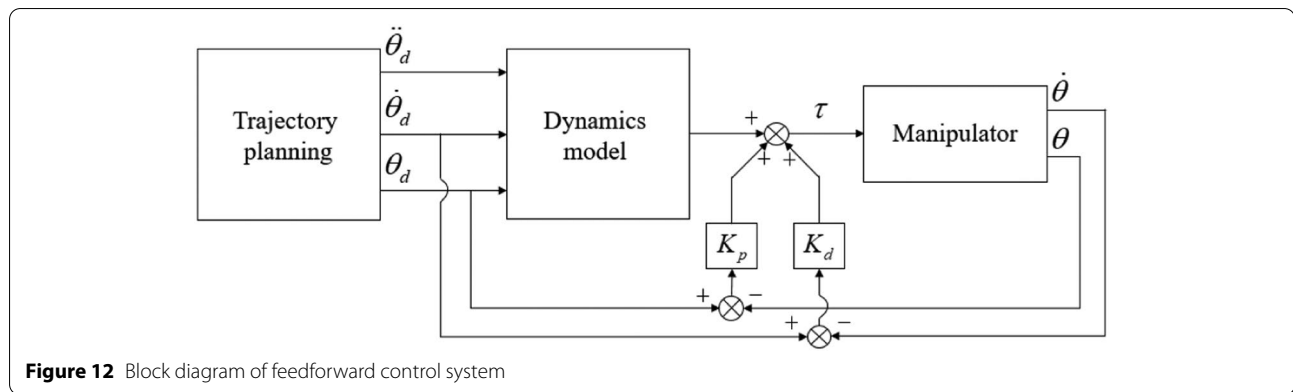 θ̈_d
θ̇_d
θ_d
Trajectory
planning
Dynamics
model
+
+
+
τ
Manipulator
θ̇
θ
K_p
K_d
+ −
+ −
Figure 12 Block diagram of feedforward control system